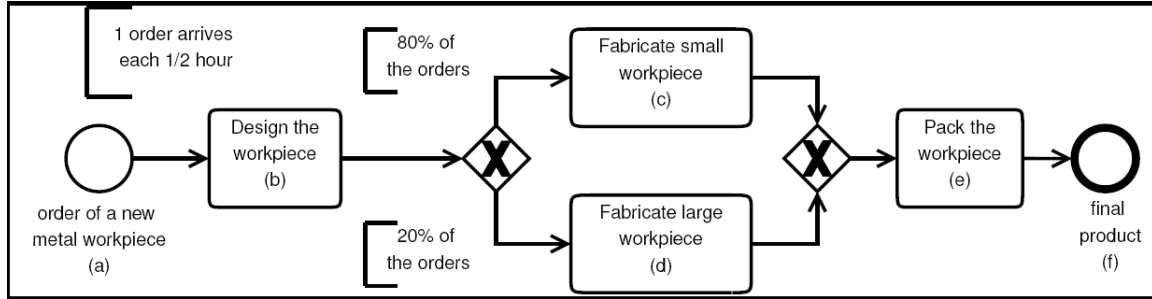 1 order arrives
each 1/2 hour
order of a new
metal workpiece
(a)
Design the
workpiece
(b)
80% of
the orders
20% of
the orders
X
Fabricate small
workpiece
(c)
Fabricate large
workpiece
(d)
X
Pack the
workpiece
(e)
final
product
(f)